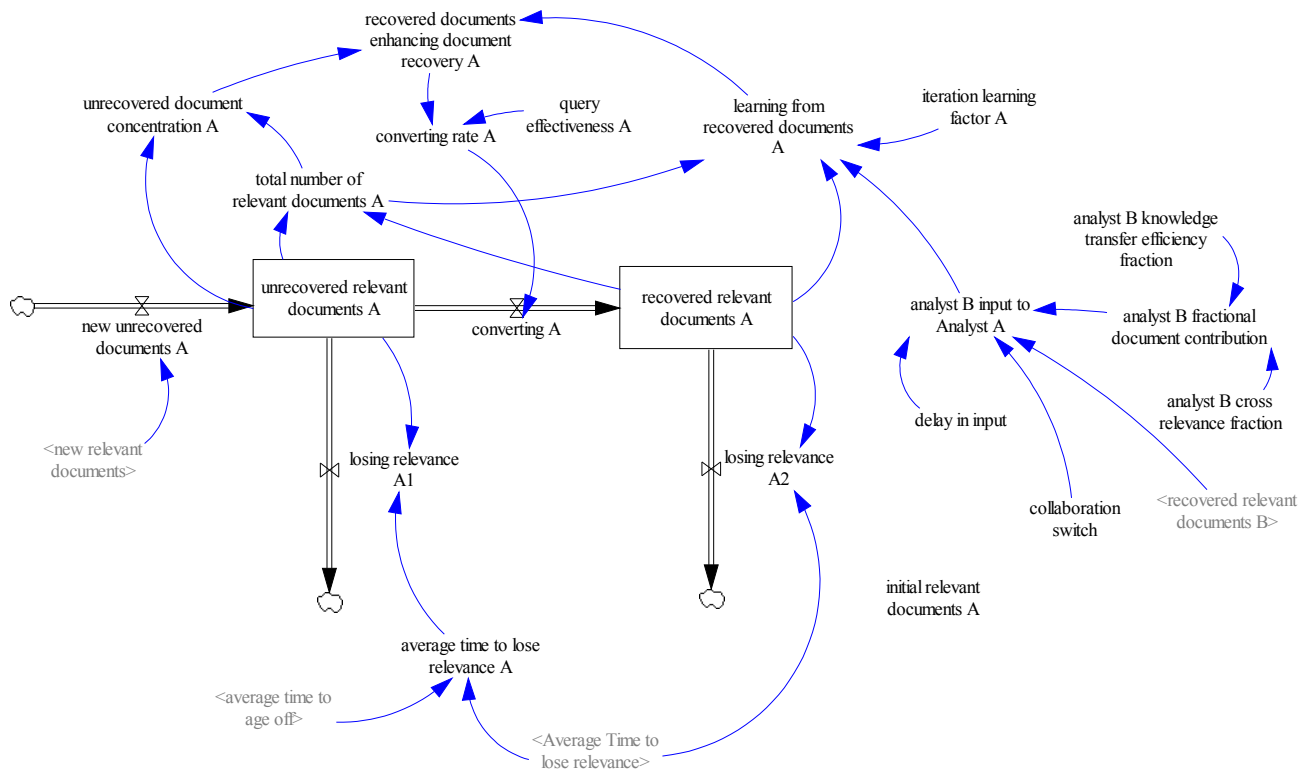 recovered documents
enhancing document
recovery A
unrecovered document
concentration A
query
effectiveness A
converting rate A
learning from
recovered documents
A
iteration learning
factor A
total number of
relevant documents A
analyst B knowledge
transfer efficiency
fraction
unrecovered relevant
documents A
recovered relevant
documents A
new unrecovered
documents A
converting A
analyst B input to
Analyst A
analyst B fractional
document contribution
analyst B cross
relevance fraction
delay in input
<new relevant
documents>
losing relevance
A1
losing relevance
A2
collaboration
switch
<recovered relevant
documents B>
initial relevant
documents A
average time to lose
relevance A
<average time to
age off>
<Average Time to
lose relevance>